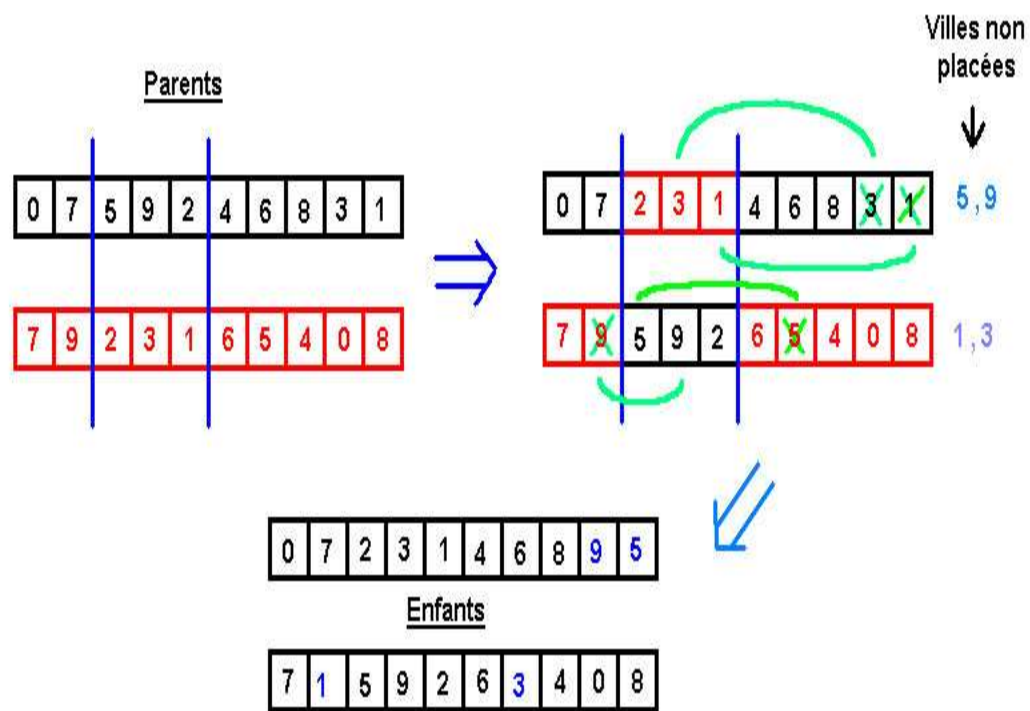 Villes non
placées
Parents
0 7 5 9 2 4 6 8 3 1
0 7 2 3 1 4 6 8 3 1
5,9
7 9 2 3 1 6 5 4 0 8
7 9 5 9 2 6 5 4 0 8
1,3
0 7 2 3 1 4 6 8 9 5
Enfants
7 1 5 9 2 6 3 4 0 8